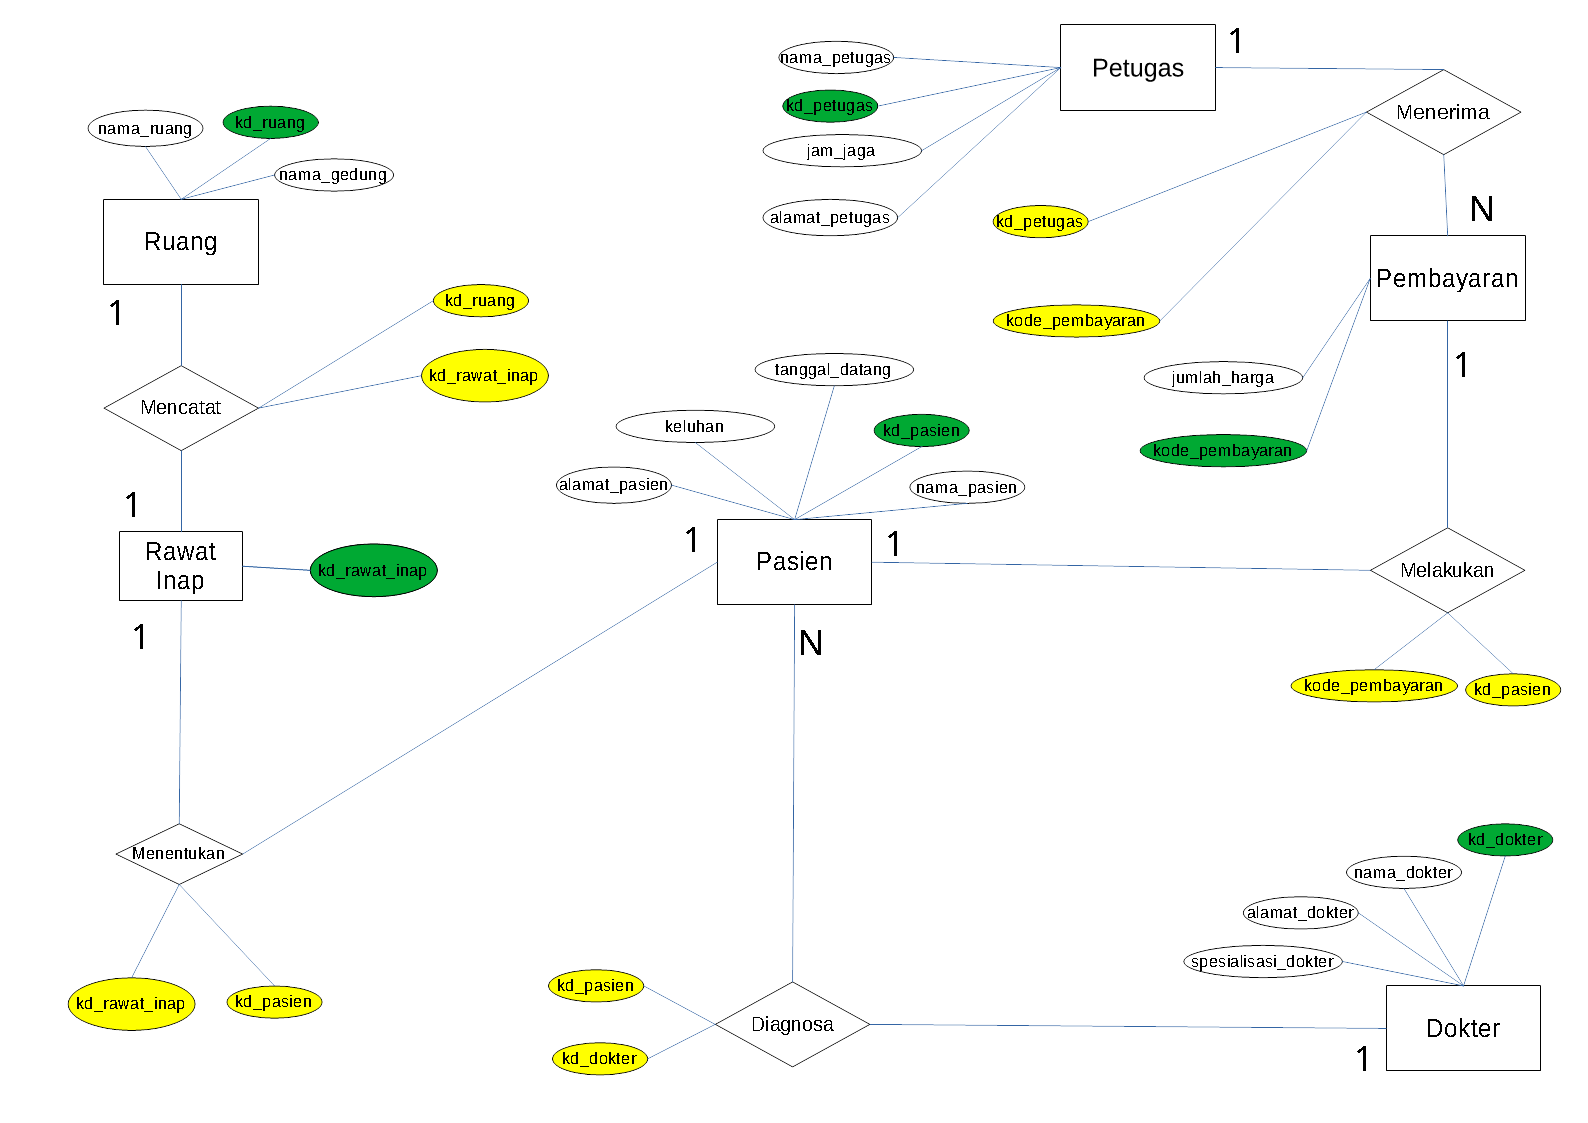 Petugas
1
nama_petugas
kd_petugas
jam_jaga
alamat_petugas
Menerima
kd_petugas
kode_pembayaran
N
Pembayaran
1
jumlah_harga
kode_pembayaran
nama_ruang
kd_ruang
nama_gedung
Ruang
1
kd_ruang
kd_rawat_inap
Mencatat
1
Rawat
Inap
kd_rawat_inap
1
tanggal_datang
keluhan
kd_pasien
alamat_pasien
nama_pasien
1
Pasien
1
N
Melakukan
kode_pembayaran
kd_pasien
Menentukan
kd_rawat_inap
kd_pasien
kd_pasien
Diagnosa
kd_dokter
kd_dokter
nama_dokter
alamat_dokter
spesialisasi_dokter
Dokter
1